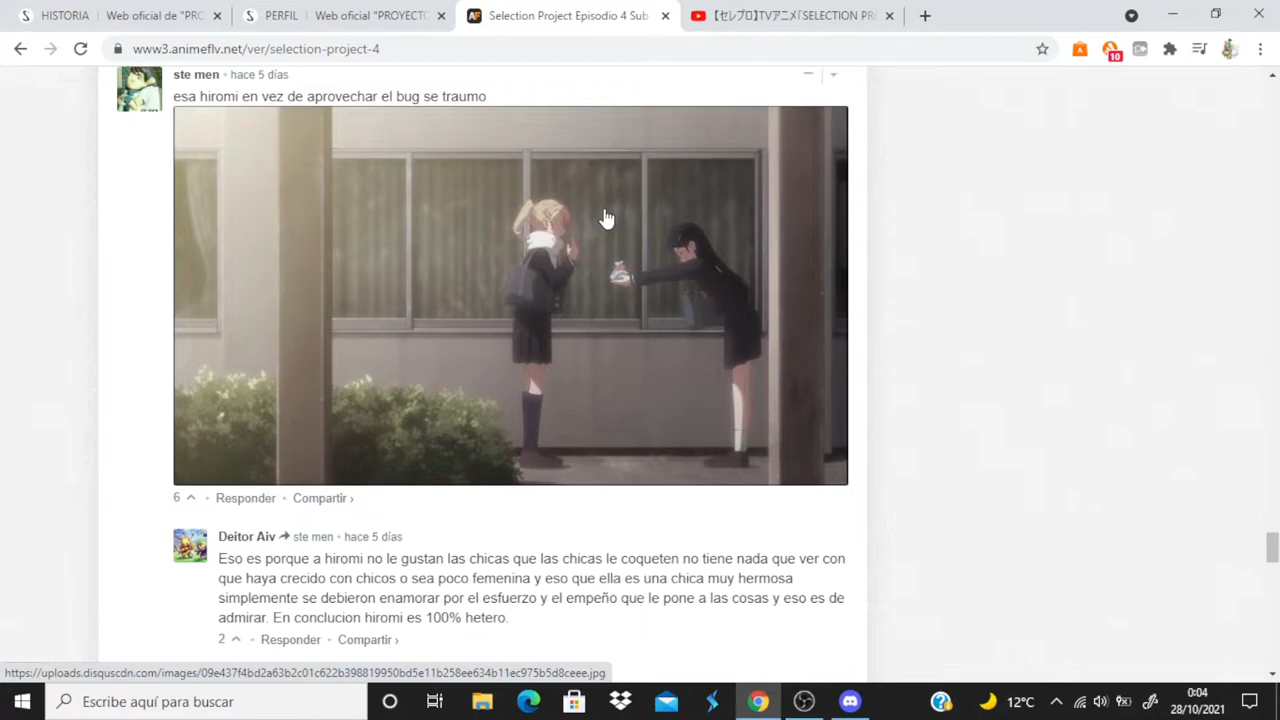 HISTORIA
Web oficial de "PRO
PERFIL
Web oficial "PROYECTO
Selection Project Episodio 4 Sub
【セレプロ】TVアニメ「SELECTION PR
www3.animeflv.net/ver/selection-project-4
10
ste men • hace 5 días
esa hiromi en vez de aprovechar el bug se traumo
6 • Responder • Compartir ›
Deitor Aiv ste men • hace 5 días
Eso es porque a hiromi no le gustan las chicas que las chicas le coqueten no tiene nada que ver con
que haya crecido con chicos o sea poco femenina y eso que ella es una chica muy hermosa
simplemente se debieron enamorar por el esfuerzo y el empeño que le pone a las cosas y eso es de
admirar. En conclucion hiromi es 100% hetero.
2 • Responder • Compartir ›
https://uploads.disquscdn.com/images/09e437f4bd2a63b2c01c622b398819950bd5e11b258ee634b11ec975b5d8ceee.jpg
Escribe aquí para buscar
12°C
0:04
28/10/2021